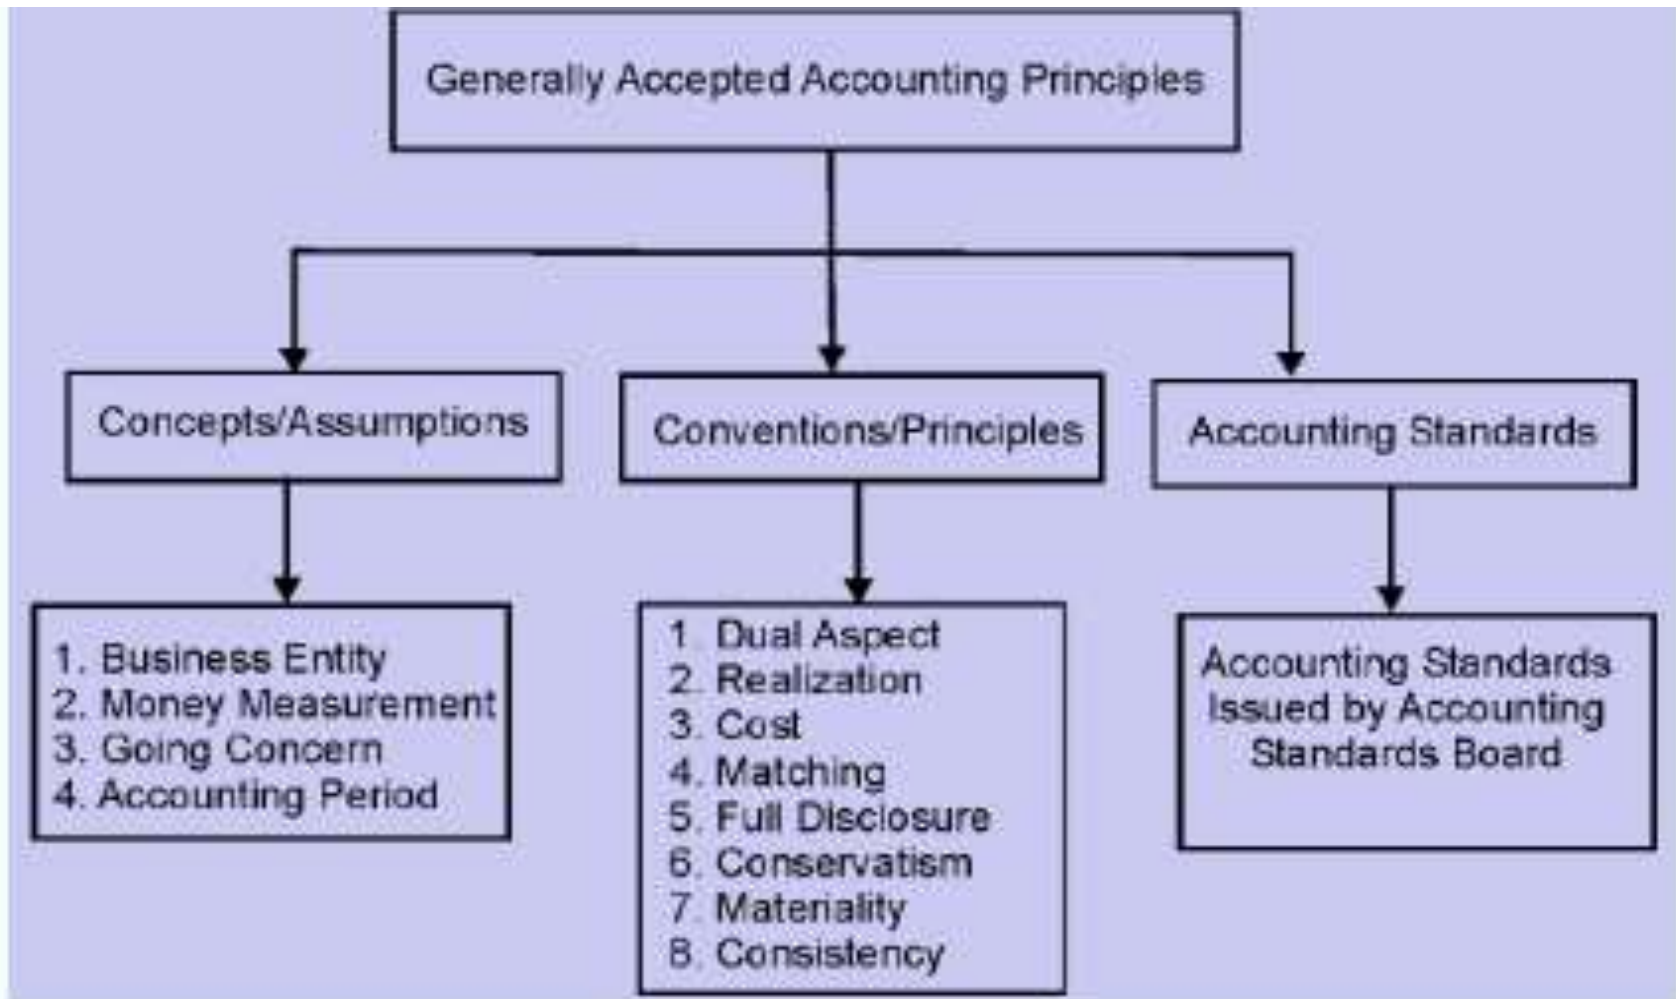 Generally Accepted Accounting Principles
Concepts/Assumptions
Conventions/Principles
Accounting Standards
1. Business Entity
2. Money Measurement
3. Going Concern
4. Accounting Period
1. Dual Aspect
2. Realization
3. Cost
4. Matching
5. Full Disclosure
6. Conservatism
7. Materiality
8. Consistency
Accounting Standards
Issued by Accounting
Standards Board